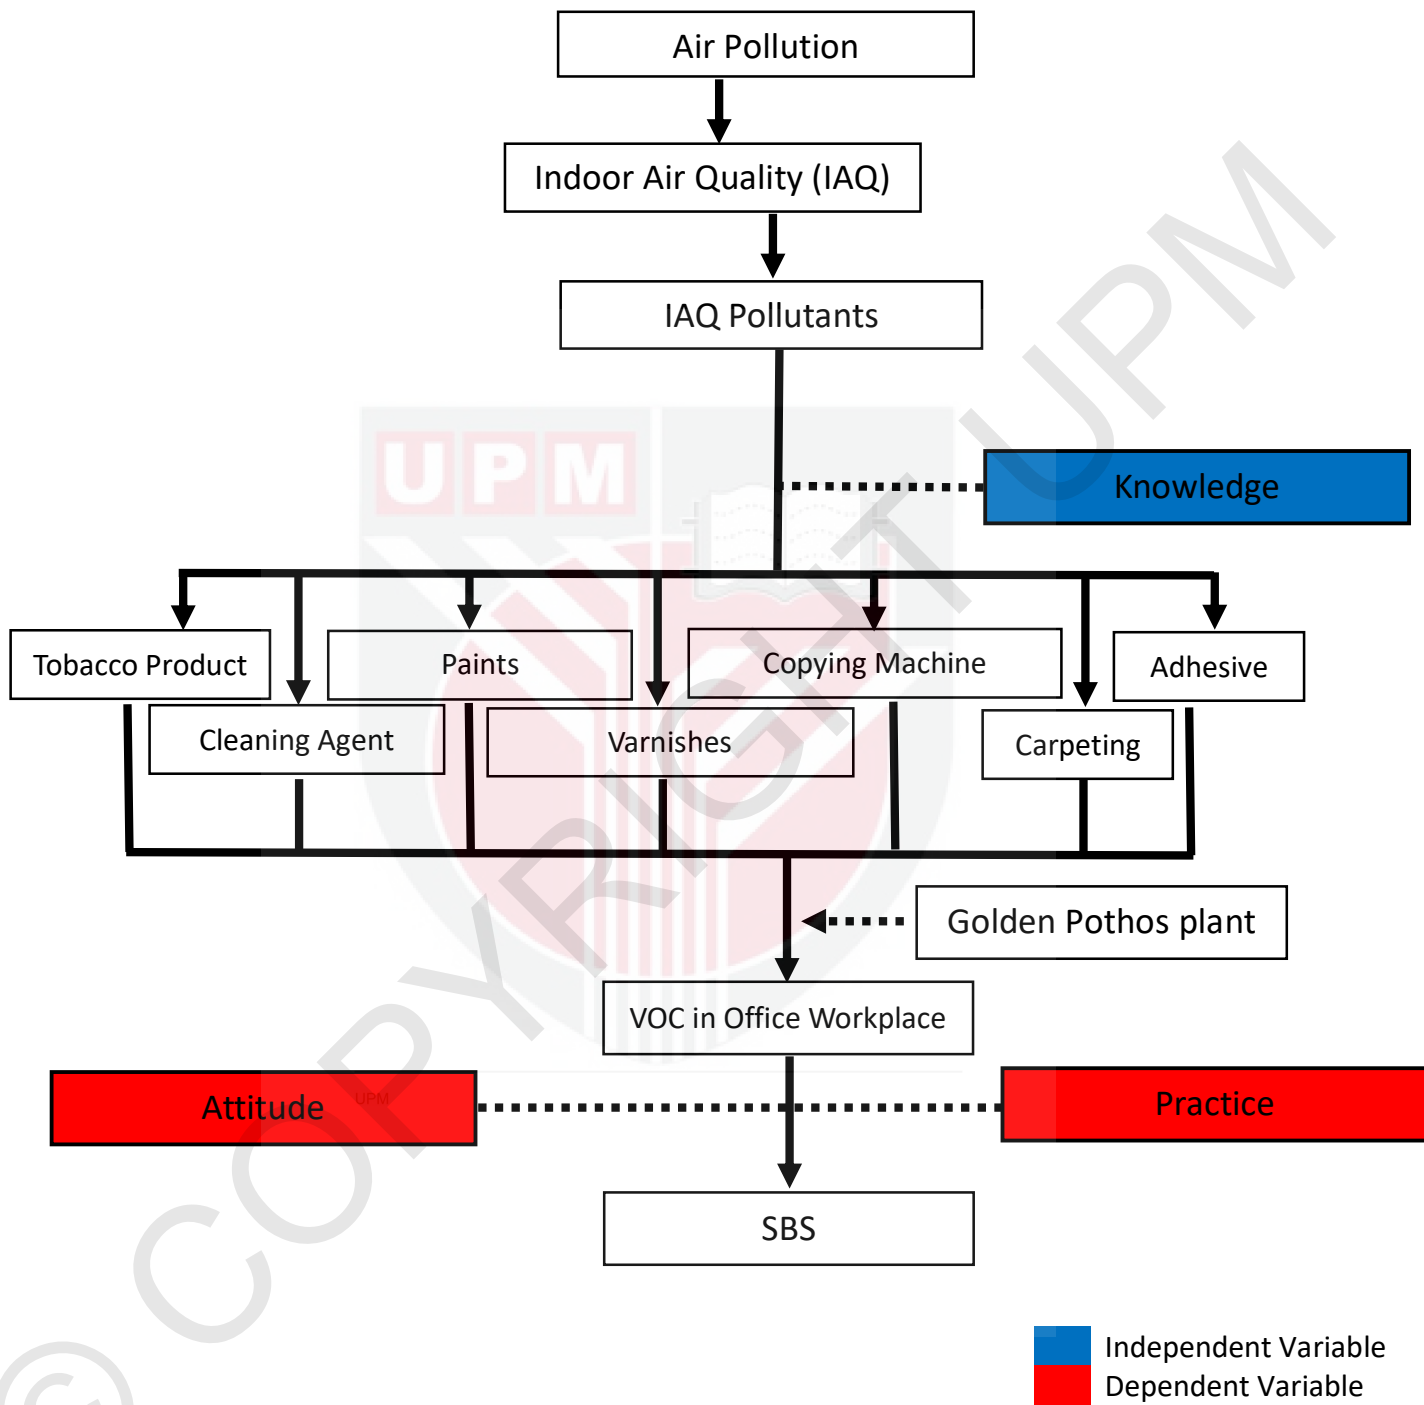 Air Pollution
Indoor Air Quality (IAQ)
IAQ Pollutants
UPM
Knowledge
Tobacco Product
Paints
Copying Machine
Adhesive
Cleaning Agent
Varnishes
Carpeting
Golden Pothos plant
VOC in Office Workplace
Attitude
UPM
Practice
SBS
Independent Variable
Dependent Variable
© COPYRIGHT UPM